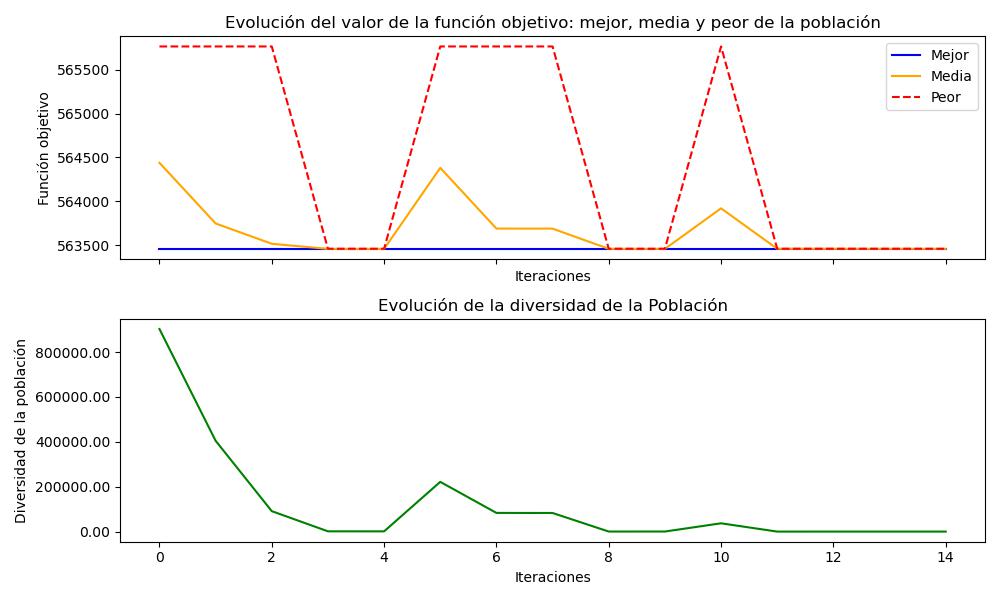 Evolución del valor de la función objetivo: mejor, media y peor de la población
Función objetivo
565500
565000
564500
564000
563500
Mejor
Media
Peor
Iteraciones
Evolución de la diversidad de la Población
Diversidad de la población
800000.00
600000.00
400000.00
200000.00
0.00
0 2 4 6 8 10 12 14
Iteraciones